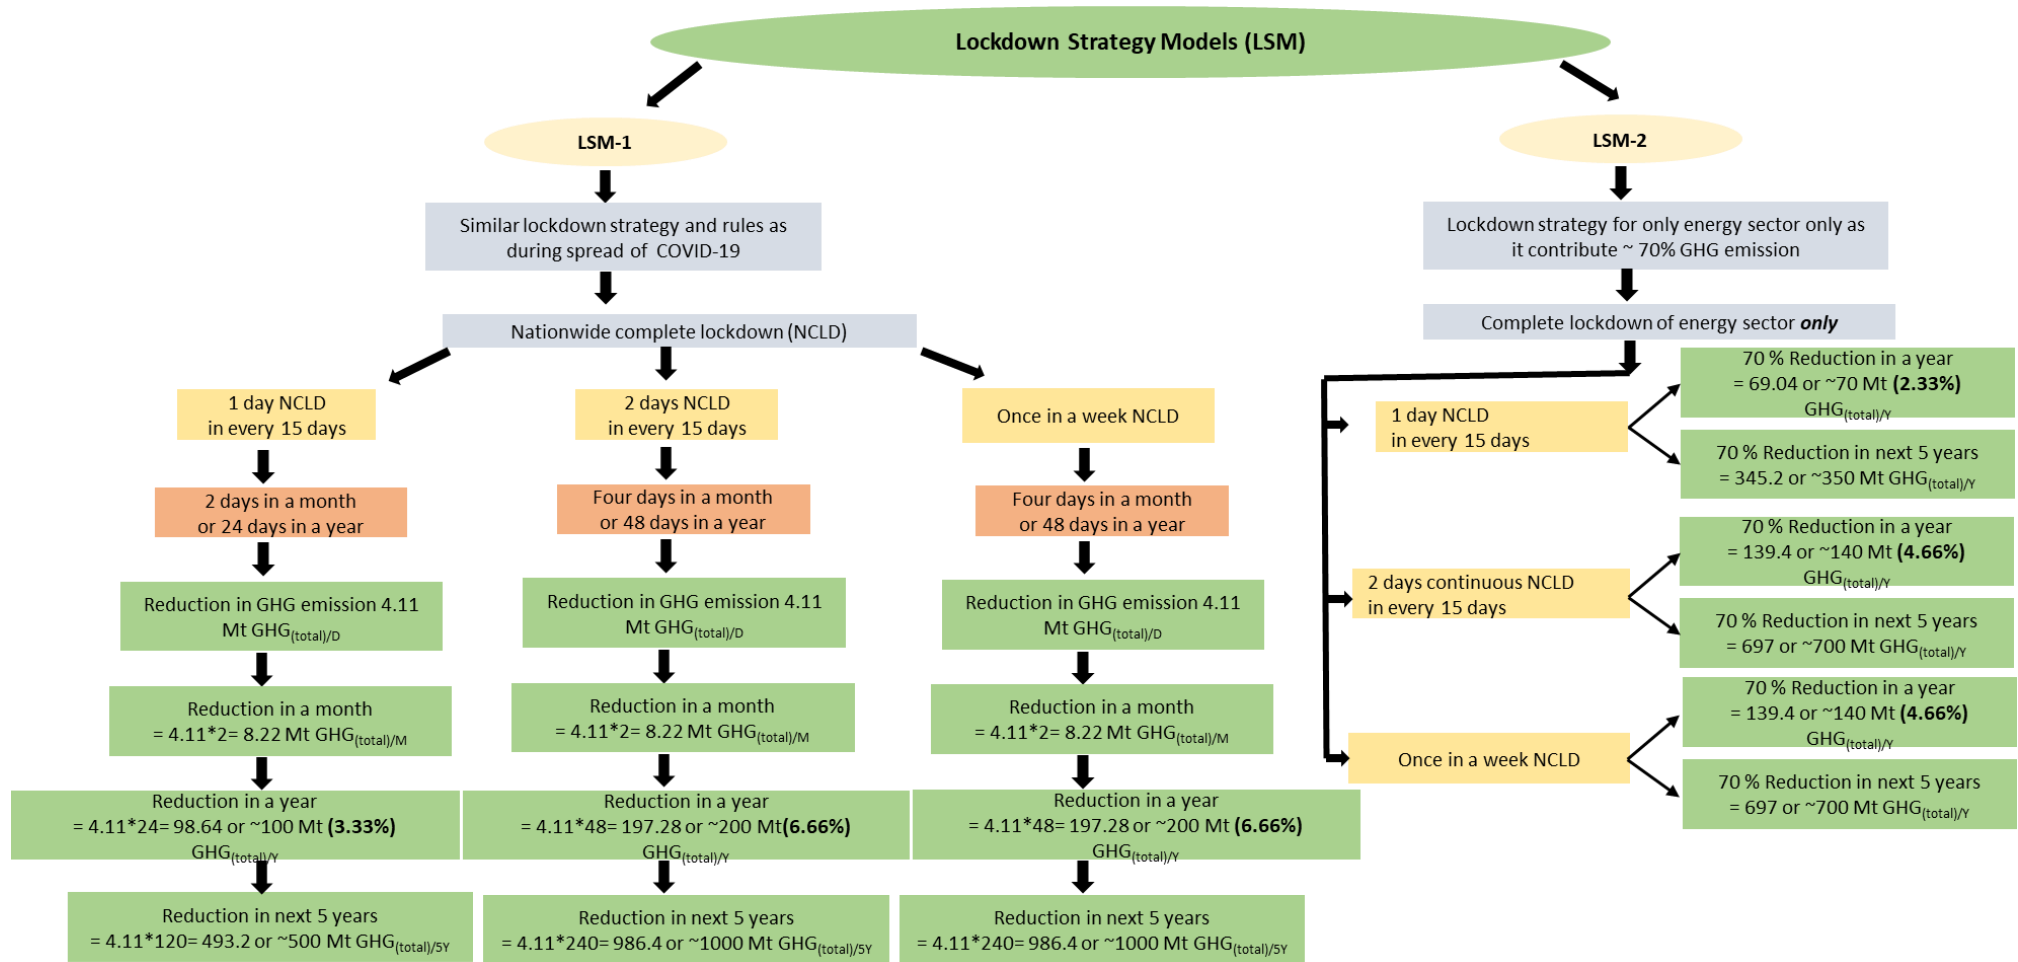 Lockdown Strategy Models (LSM)
LSM-1
Similar lockdown strategy and rules as
during spread of COVID-19
Nationwide complete lockdown (NCLD)
1 day NCLD
in every 15 days
2 days in a month
or 24 days in a year
Reduction in GHG emission 4.11
Mt GHG(total)/D
Reduction in a month
= 4.11*2= 8.22 Mt GHG(total)/M
Reduction in a year
= 4.11*24= 98.64 or ~100 Mt (3.33%)
GHG(total)/Y
Reduction in next 5 years
= 4.11*120= 493.2 or ~500 Mt GHG(total)/5Y
2 days NCLD
in every 15 days
Four days in a month
or 48 days in a year
Reduction in GHG emission 4.11
Mt GHG(total)/D
Reduction in a month
= 4.11*2= 8.22 Mt GHG(total)/M
Reduction in a year
= 4.11*48= 197.28 or ~200 Mt(6.66%)
GHG(total)/Y
Reduction in next 5 years
= 4.11*240= 986.4 or ~1000 Mt GHG(total)/5Y
Once in a week NCLD
Four days in a month
or 48 days in a year
Reduction in GHG emission 4.11
Mt GHG(total)/D
Reduction in a month
= 4.11*2= 8.22 Mt GHG(total)/M
Reduction in a year
= 4.11*48= 197.28 or ~200 Mt (6.66%)
GHG(total)/Y
Reduction in next 5 years
= 4.11*240= 986.4 or ~1000 Mt GHG(total)/5Y
LSM-2
Lockdown strategy for only energy sector only as
it contribute ~ 70% GHG emission
Complete lockdown of energy sector only
1 day NCLD
in every 15 days
70 % Reduction in a year
= 69.04 or ~70 Mt (2.33%)
GHG(total)/Y
70 % Reduction in next 5 years
= 345.2 or ~350 Mt GHG(total)/Y
2 days continuous NCLD
in every 15 days
70 % Reduction in a year
= 139.4 or ~140 Mt (4.66%)
GHG(total)/Y
70 % Reduction in next 5 years
= 697 or ~700 Mt GHG(total)/Y
Once in a week NCLD
70 % Reduction in a year
= 139.4 or ~140 Mt (4.66%)
GHG(total)/Y
70 % Reduction in next 5 years
= 697 or ~700 Mt GHG(total)/Y